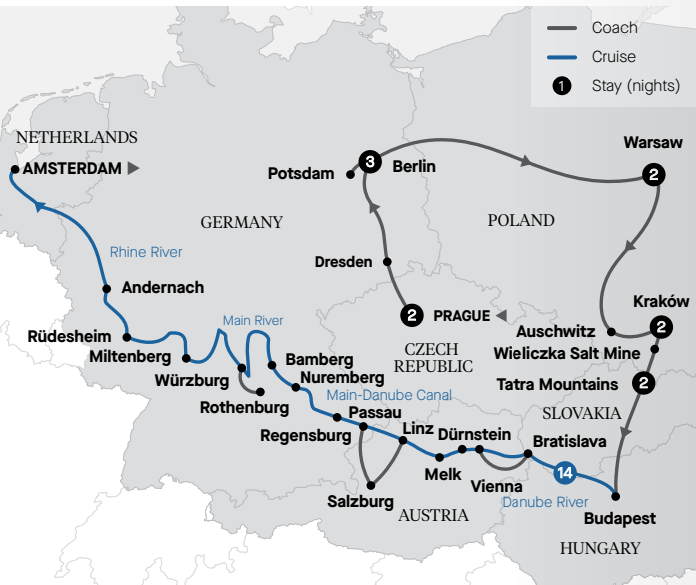 Coach
Cruise
1 Stay (nights)
NETHERLANDS
AMSTERDAM
Warsaw
2
3
Berlin
Potsdam
GERMANY
POLAND
Rhine River
Dresden
Andernach
2
PRAGUE
Kraków
2
Auschwitz
Main River
Rüdesheim
Miltenberg
Wieliczka Salt Mine
CZECH
REPUBLIC
Bamberg
Nuremberg
Würzburg
Tatra Mountains
2
Main-Danube Canal
Rothenburg
Passau
SLOVAKIA
Regensburg
Linz
Dürnstein
Bratislava
Melk
14
Vienna
Salzburg
Danube River
AUSTRIA
Budapest
HUNGARY